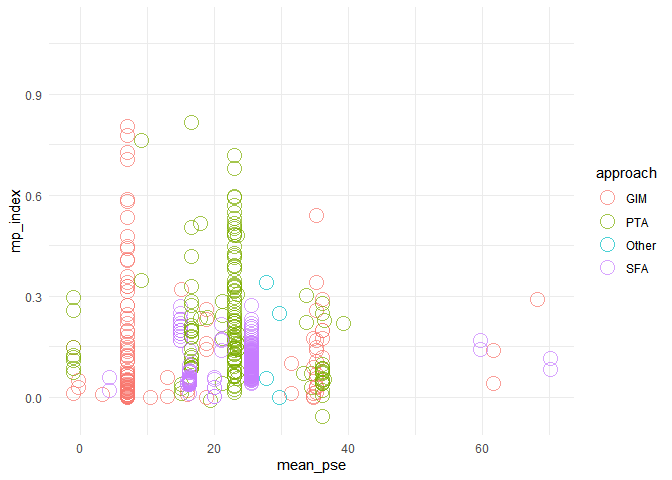 0.9
0.6
0.3
0.0
mp_index
0
20
40
60
mean_pse
approach
GIM
PTA
Other
SFA